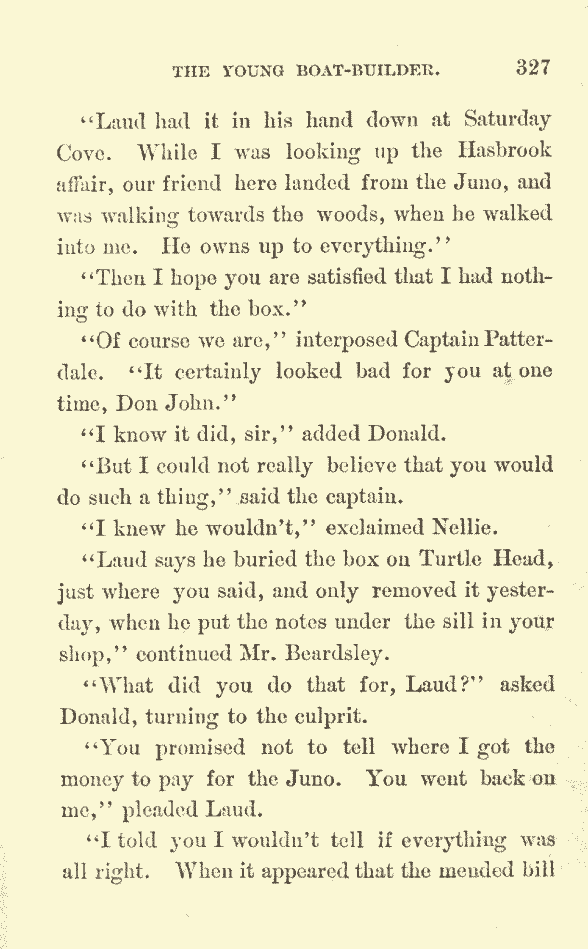 THE YOUNG BOAT-BUILDER. 327
"Laud had it in his hand down at Saturday
Cove. While I was looking up the Hasbrook
affair, our friend here landed from the Juno, and
was walking towards the woods, when he walked
into me. He owns up to everything."
"Then I hope you are satisfied that I had noth-
ing to do with the box."
"Of course we are," interposed Captain Patter-
dale. "It certainly looked bad for you at one
time, Don John."
"I know it did, sir," added Donald.
"But I could not really believe that you would
do such a thing," said the captain.
"I knew he wouldn't," exclaimed Nellie.
"Laud says he buried the box on Turtle Head,
just where you said, and only removed it yester-
day, when he put the notes under the sill in your
shop," continued Mr. Beardsley.
"What did you do that for, Laud?" asked
Donald, turning to the culprit.
"You promised not to tell where I got the
money to pay for the Juno. You went back on
me," pleaded Laud.
"I told you I wouldn't tell if everything was
all right. When it appeared that the mended bill